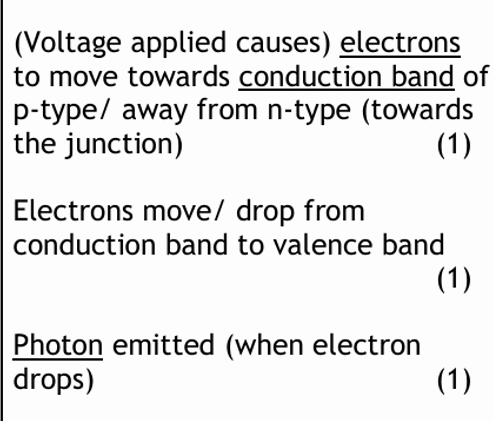 (Voltage applied causes) electrons
to move towards conduction band of
p-type/ away from n-type (towards
the junction) (1)
Electrons move/ drop from
conduction band to valence band
(1)
Photon emitted (when electron
drops) (1)